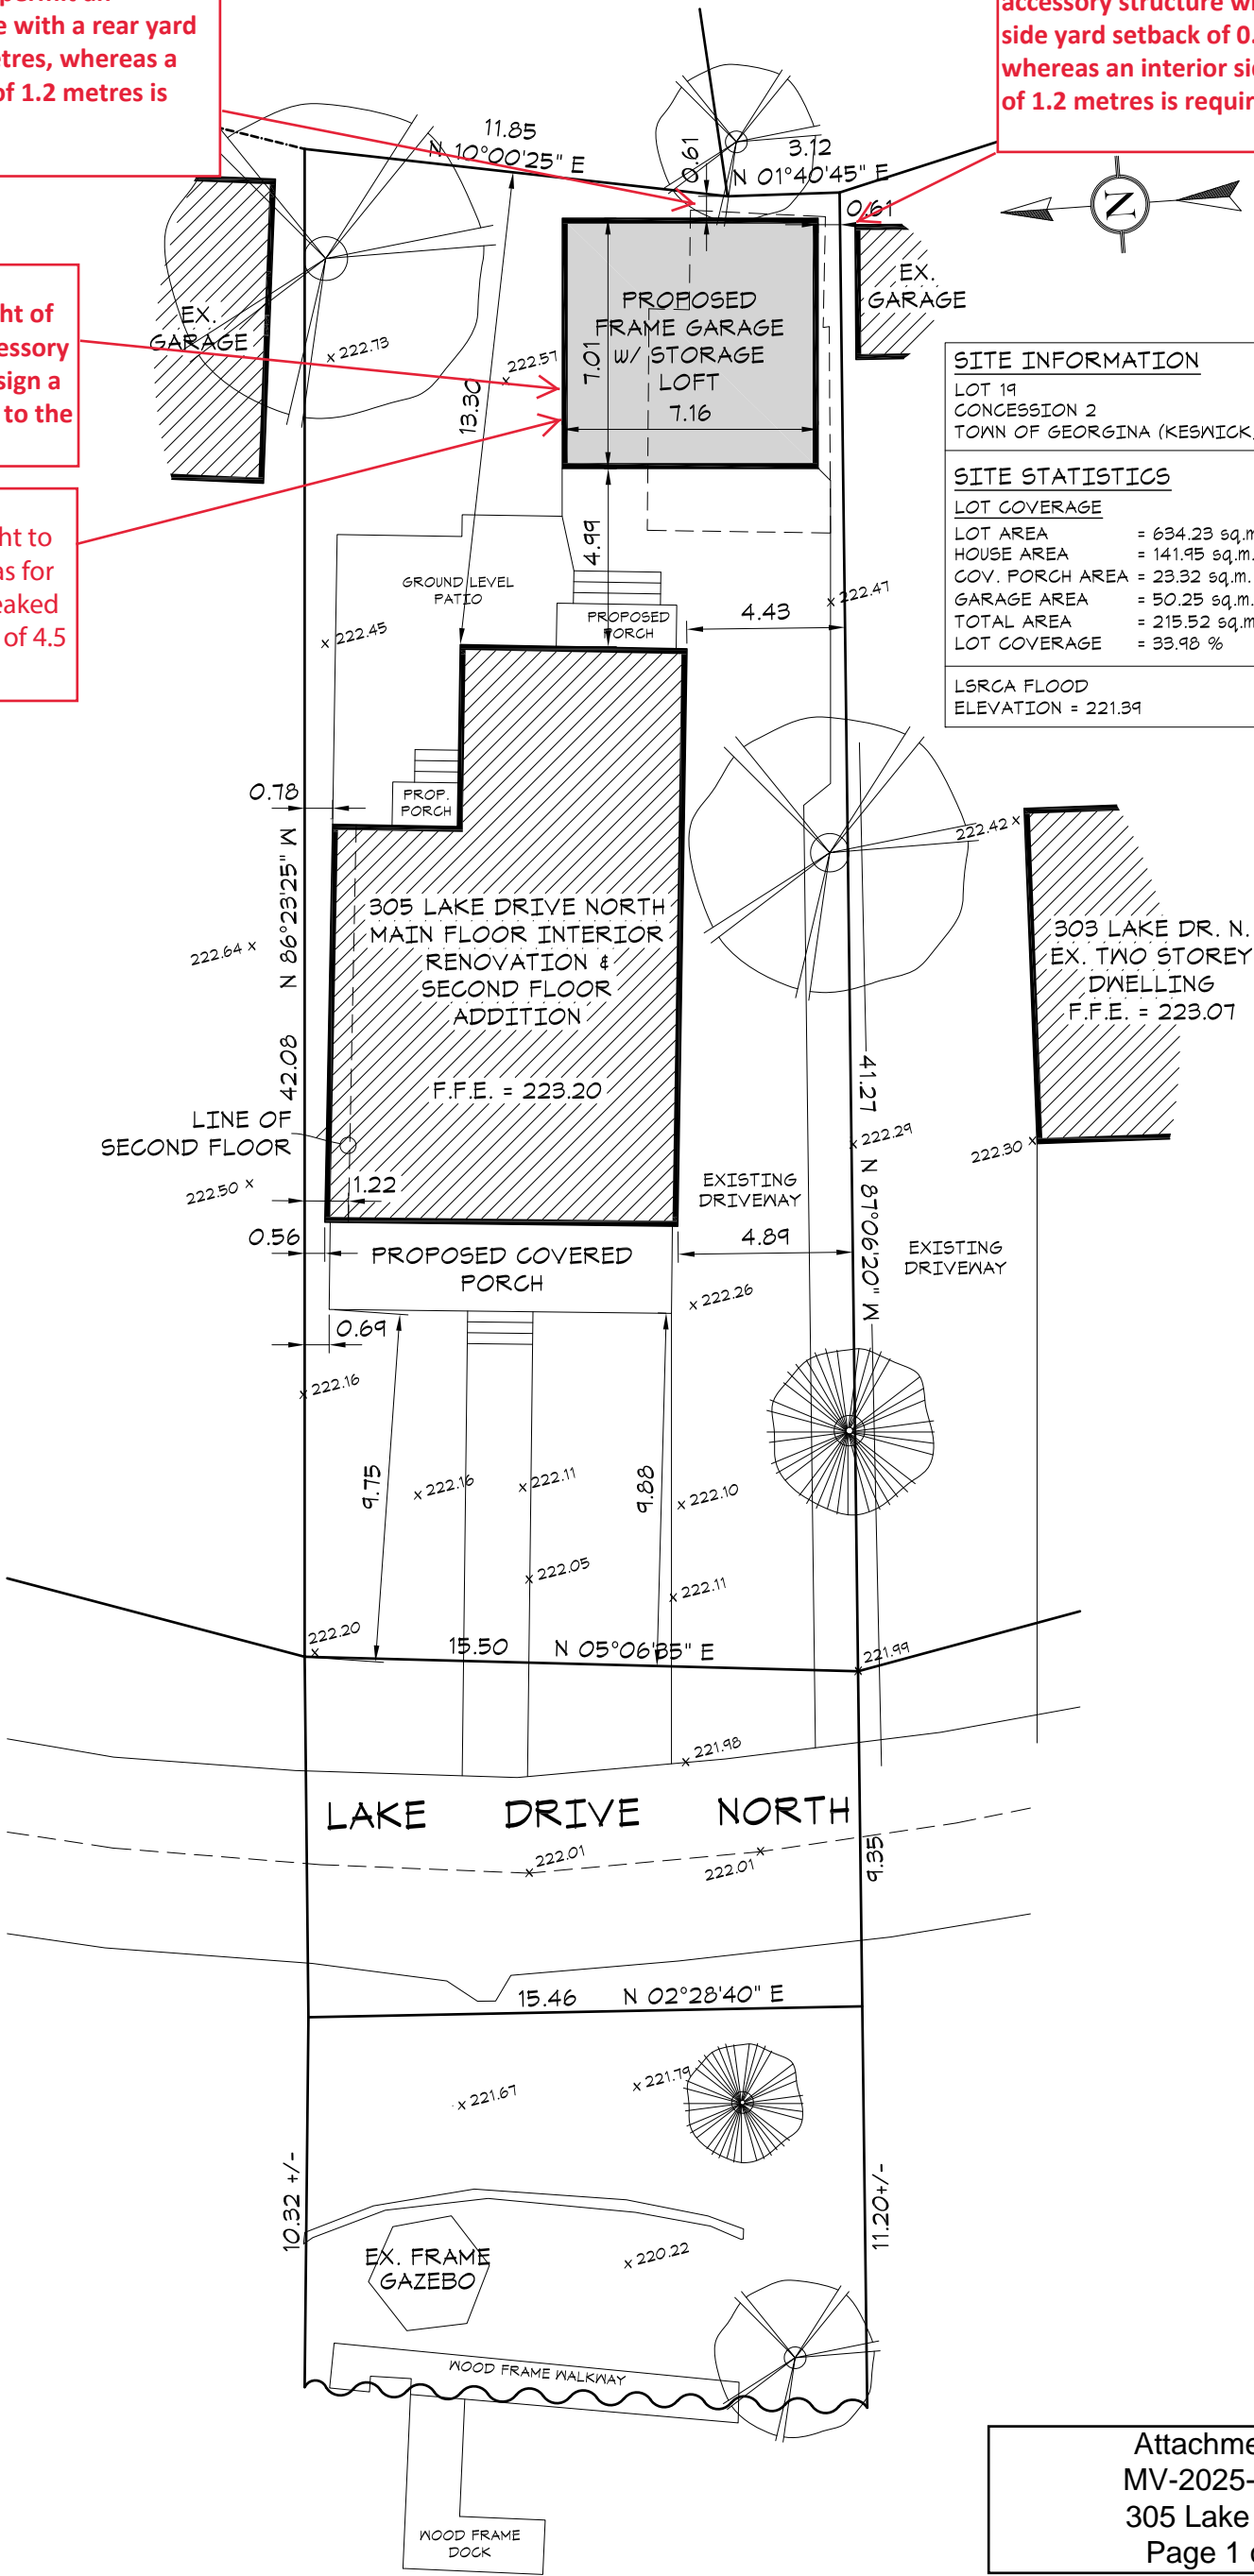 e with a rear yard
etres, whereas a
of 1.2 metres is
accessory structure
side yard setback of 0.
whereas an interior
of 1.2 metres is
11.85
N 10°00'25" E
0.61
3.12
N 01°40'45" E
0.61
N
EX.
GARAGE
EX.
GARAGE
ht of
essory
sign a
to the
ht to
as for
eaked
of 4.5
x 222.73
x 222.57
13.30
7.01
PROPOSED
FRAME GARAGE
W/ STORAGE
LOFT
7.16
SITE INFORMATION
LOT 19
CONCESSION 2
TOWN OF GEORGINA (KESWICK
SITE STATISTICS
LOT COVERAGE
LOT AREA = 634.23 sq.m
HOUSE AREA = 141.95 sq.m.
COV. PORCH AREA = 23.32 sq.m.
GARAGE AREA = 50.25 sq.m.
TOTAL AREA = 215.52 sq.m
LOT COVERAGE = 33.98 %
LSRCA FLOOD
ELEVATION = 221.39
4.99
GROUND LEVEL
PATIO
PROPOSED
PORCH
4.43
x 222.47
x 222.45
0.78
PROP.
PORCH
222.42 x
N 86°23'25" W
42.08
222.64 x
305 LAKE DRIVE NORTH
MAIN FLOOR INTERIOR
RENOVATION &
SECOND FLOOR
ADDITION
F.F.E. = 223.20
303 LAKE DR. N.
EX. TWO STOREY
DWELLING
F.F.E. = 223.07
41.27
N 87°06'20" W
LINE OF
SECOND FLOOR
x 222.29
222.30 x
222.50 x
1.22
EXISTING
DRIVEWAY
0.56
4.89
EXISTING
DRIVEWAY
PROPOSED COVERED
PORCH
x 222.26
0.69
x 222.16
9.75
x 222.16
x 222.11
9.88
x 222.10
x 222.05
x 222.11
222.20
x
15.50 N 05°06'35" E
x 221.99
x 221.98
LAKE DRIVE NORTH
x 222.01
222.01 x
9.35
15.46 N 02°28'40" E
x 221.67
x 221.79
10.32 +/-
11.20+/-
EX. FRAME
GAZEBO
x 220.22
WOOD FRAME WALKWAY
WOOD FRAME
DOCK
Attachme
MV-2025-
305 Lake
Page 1